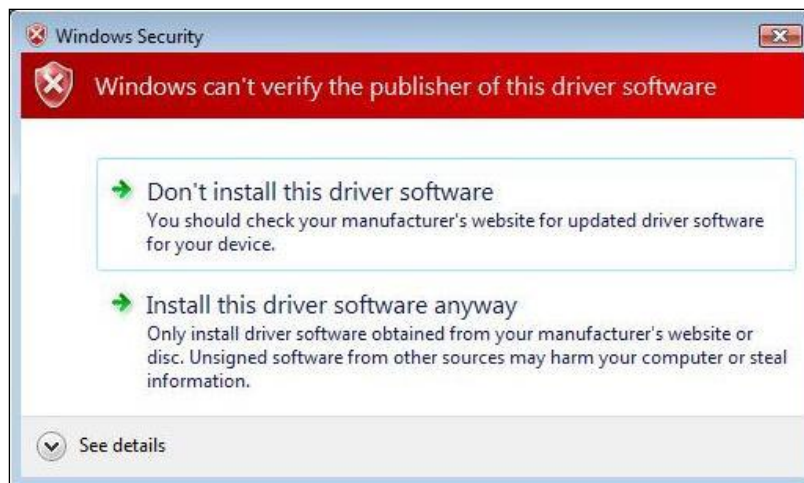 Windows Security
Windows can't verify the publisher of this driver software
Don't install this driver software
You should check your manufacturer's website for updated driver software
for your device.
Install this driver software anyway
Only install driver software obtained from your manufacturer's website or
disc. Unsigned software from other sources may harm your computer or steal
information.
See details